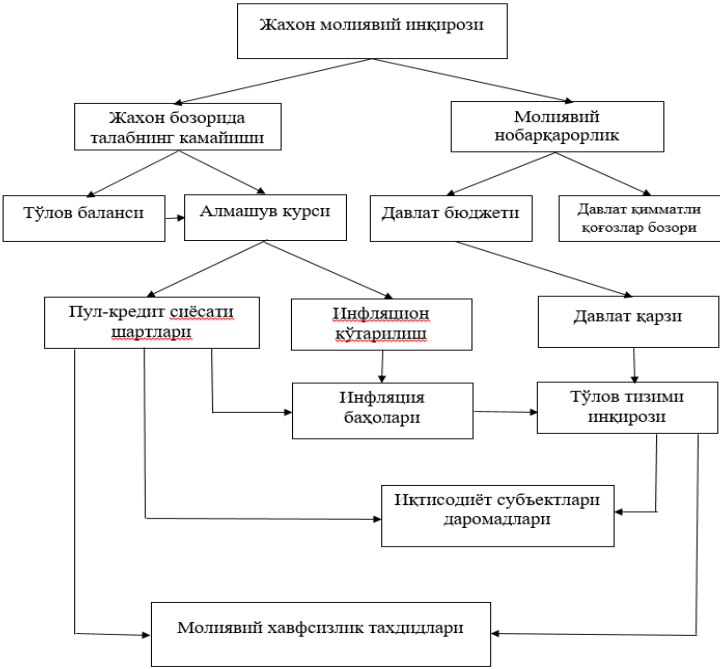 Жахон молиявий инқирози
Жахон бозорида
талабнинг камайиши
Молиявий
нобарқарорлик
Тўлов баланси
Алмашув курси
Давлат бюджети
Давлат қимматли
қоғозлар бозори
Пул-кредит сиёсати
шартлари
Инфляцион
кўтарилиш
Давлат қарзи
Инфляция
баҳолари
Тўлов тизими
инқирози
Иқтисодиёт субъектлари
даромадлари
Молиявий хавфсизлик тахдидлари